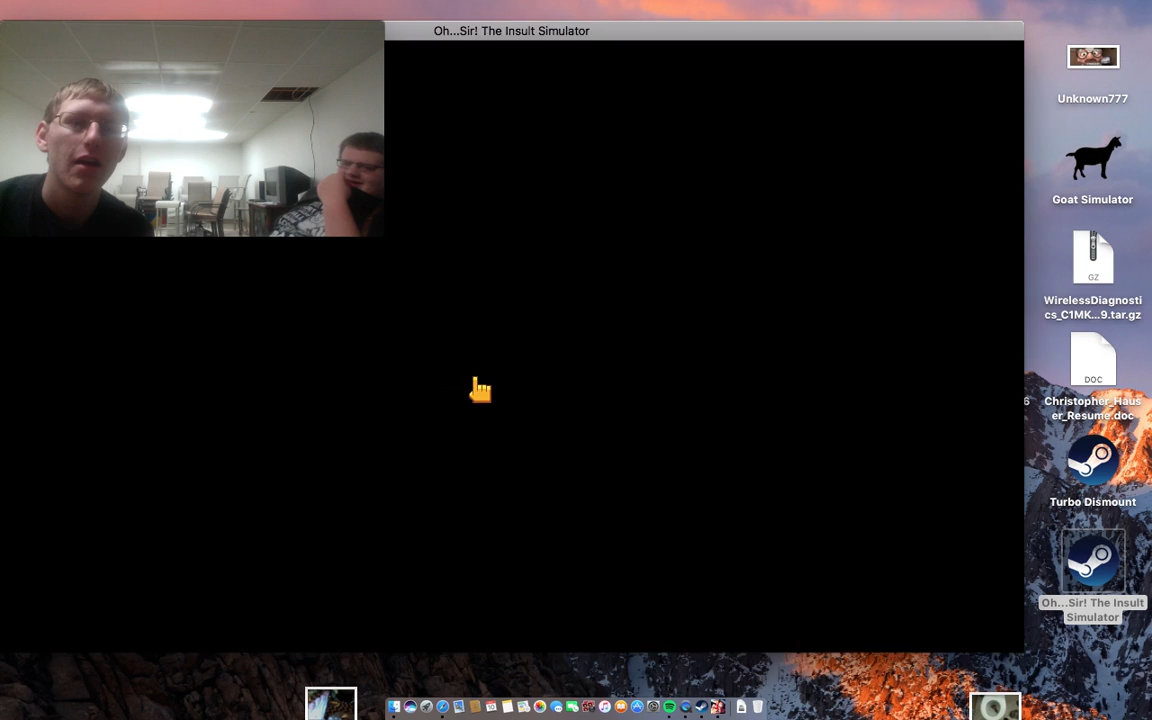 Oh...Sir! The Insult Simulator
Unknown777
Goat Simulator
GZ
WirelessDiagnosti
cs_C1MK...9.tar.gz
DOC
6
Christopher_Haus
er_Resume.doc
Turbo Dismount
Oh...Sir! The Insult
Simulator